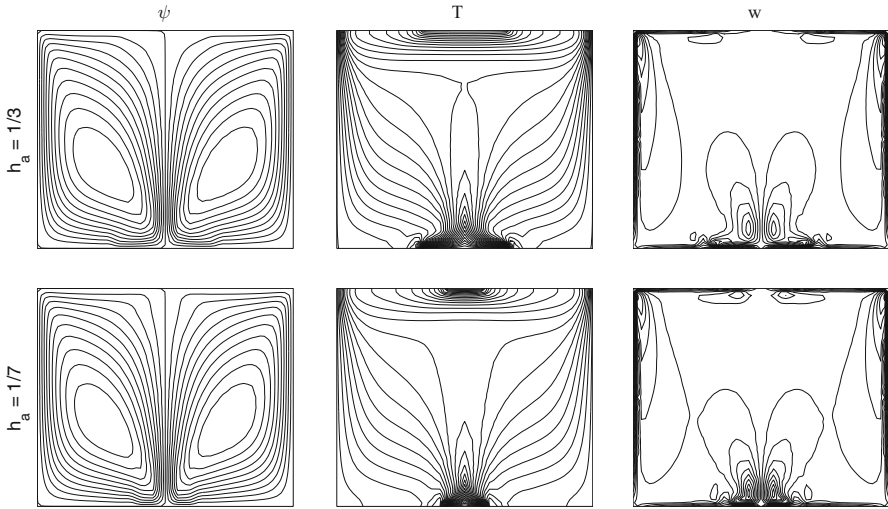 ψ T w
h_a = 1/3
h_a = 1/7